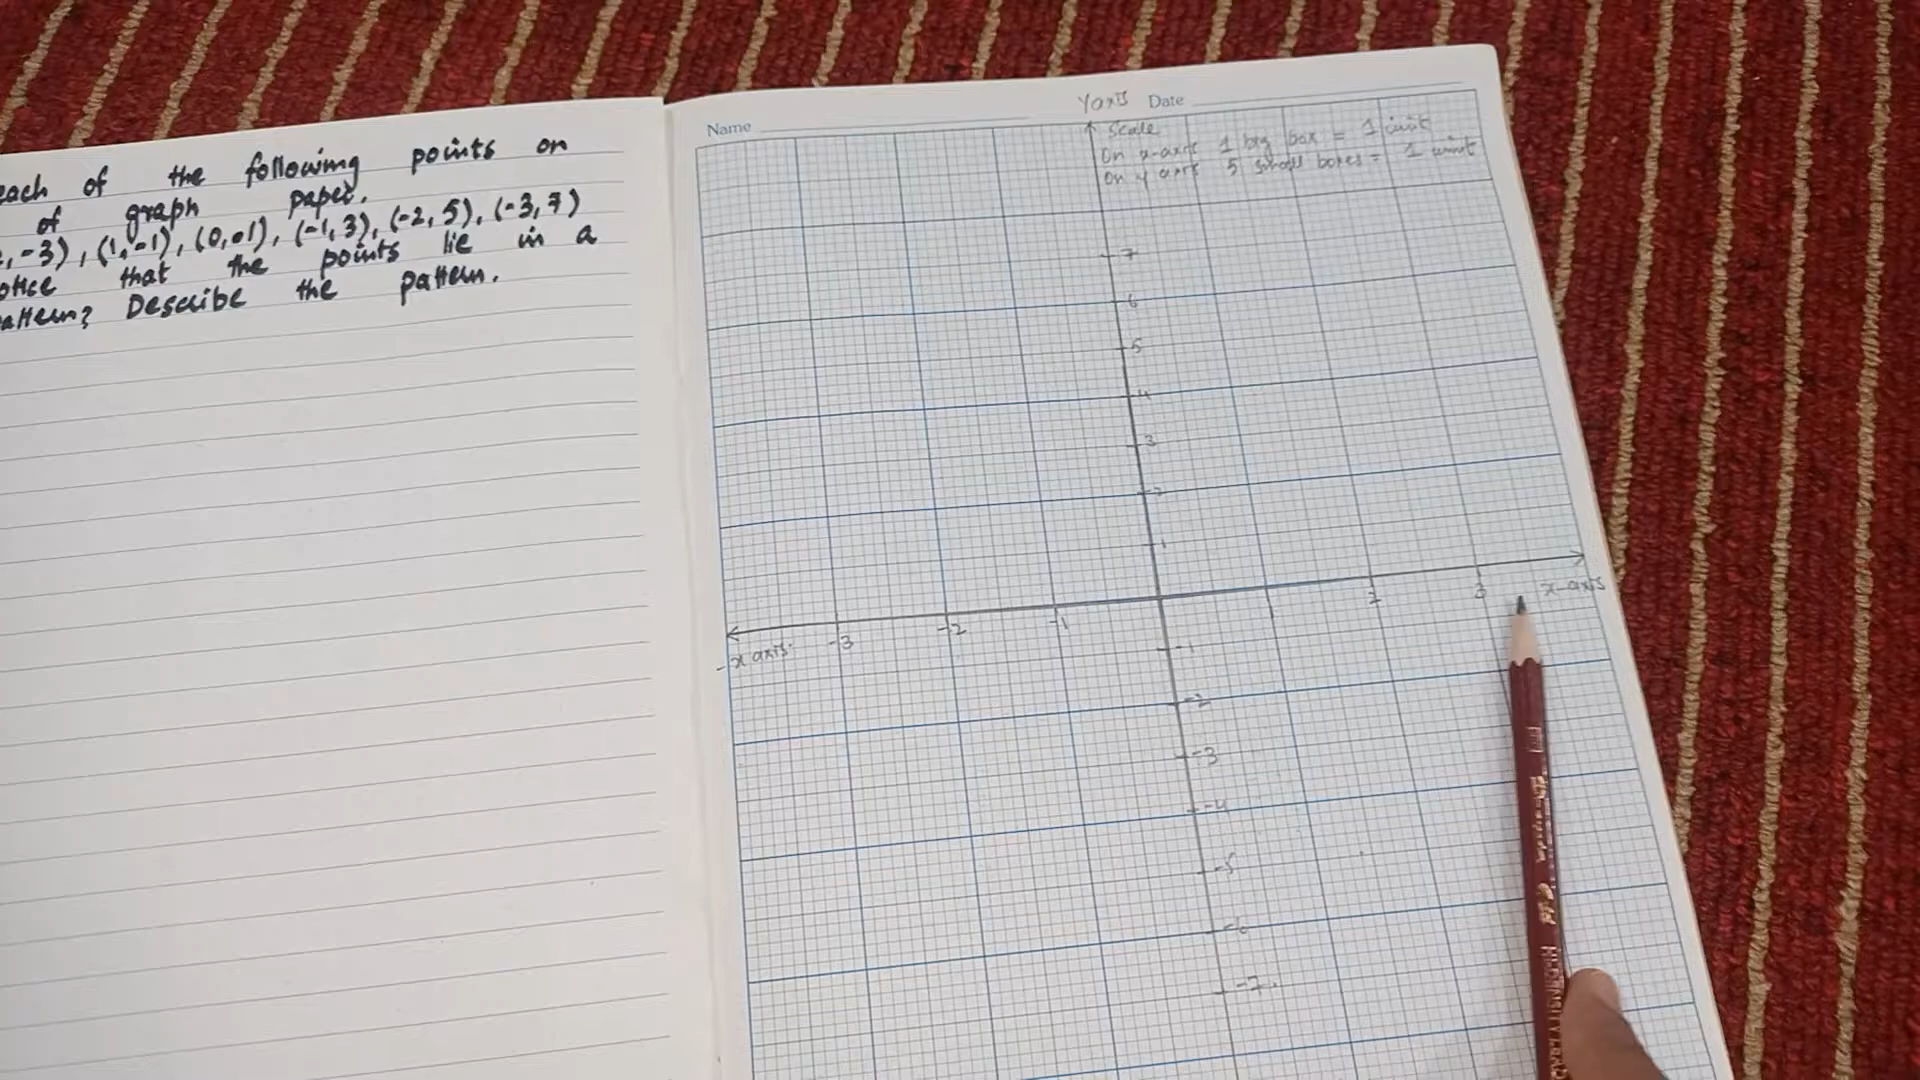 each of the following points on
of graph paper.
, -3), (1, -1), (0, 01), (-1, 3), (-2, 5), (-3, 7)
otice that the points lie in a
attern? Describe the pattern.
Name
Date
Y axis
Scale
On x-axis 1 big box = 1 unit
On y axis 5 small boxes = 1 unit
7
6
5
4
3
2
1
-3
-2
-1
2
3
x-axis
-x axis
-1
-2
-3
-4
-5
-6
-7